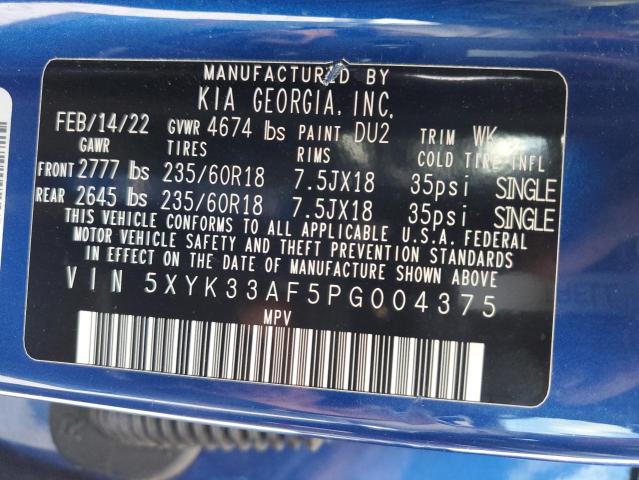 MANUFACTURED BY
KIA GEORGIA, INC.
FEB/14/22 GVWR 4674 lbs PAINT DU2 TRIM WK
GAWR TIRES RIMS COLD TIRE INFL
FRONT 2777 lbs 235/60R18 7.5JX18 35psi SINGLE
REAR 2645 lbs 235/60R18 7.5JX18 35psi SINGLE
THIS VEHICLE CONFORMS TO ALL APPLICABLE U.S.A. FEDERAL
MOTOR VEHICLE SAFETY AND THEFT PREVENTION STANDARDS
IN EFFECT ON THE DATE OF MANUFACTURE SHOWN ABOVE
VIN 5XYK33AF5PG004375
MPV